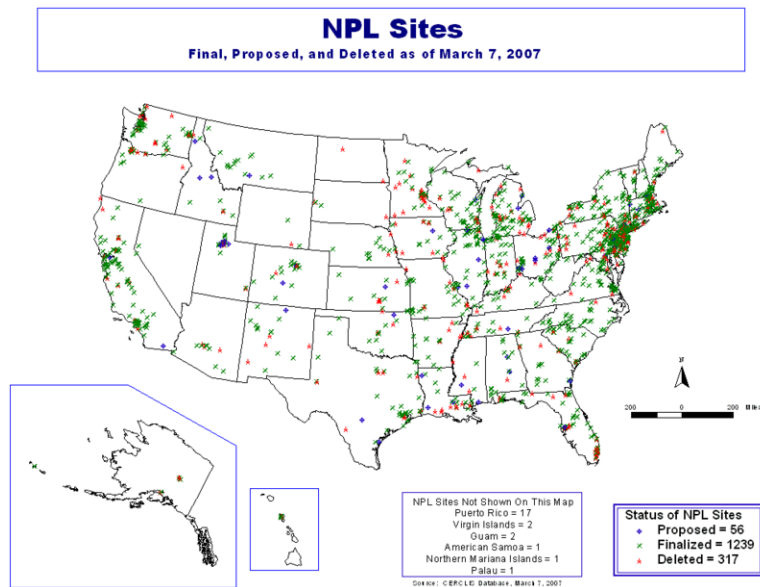 NPL Sites
Final, Proposed, and Deleted as of March 7, 2007
N
200 0 200 Miles
NPL Sites Not Shown On This Map
Puerto Rico = 17
Virgin Islands = 2
Guam = 2
American Samoa = 1
Northern Mariana Islands = 1
Palau = 1
Source: CERCLIS Database, March 7, 2007
Status of NPL Sites
Proposed = 56
Finalized = 1239
Deleted = 317